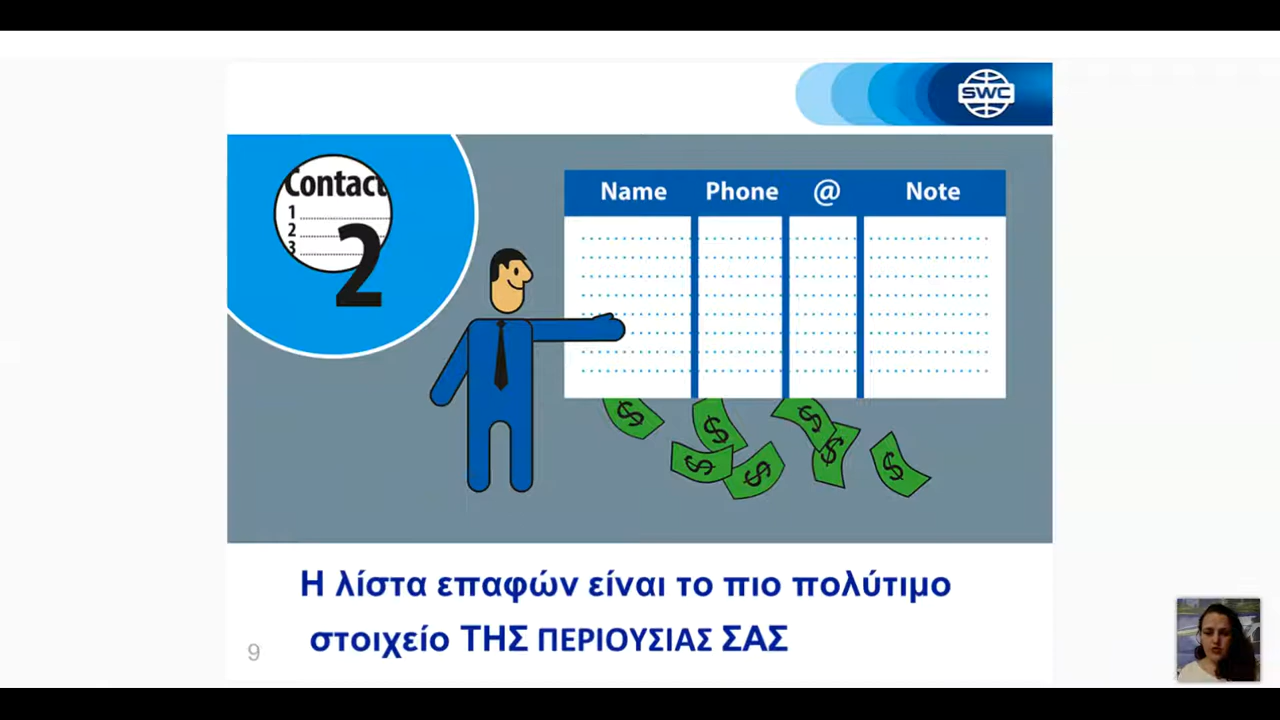 SWC
Contact
1
2
3
2
Name Phone @ Note
$ $ $ $ $ $ $
Η λίστα επαφών είναι το πιο πολύτιμο
στοιχείο ΤΗΣ ΠΕΡΙΟΥΣΙΑΣ ΣΑΣ
9